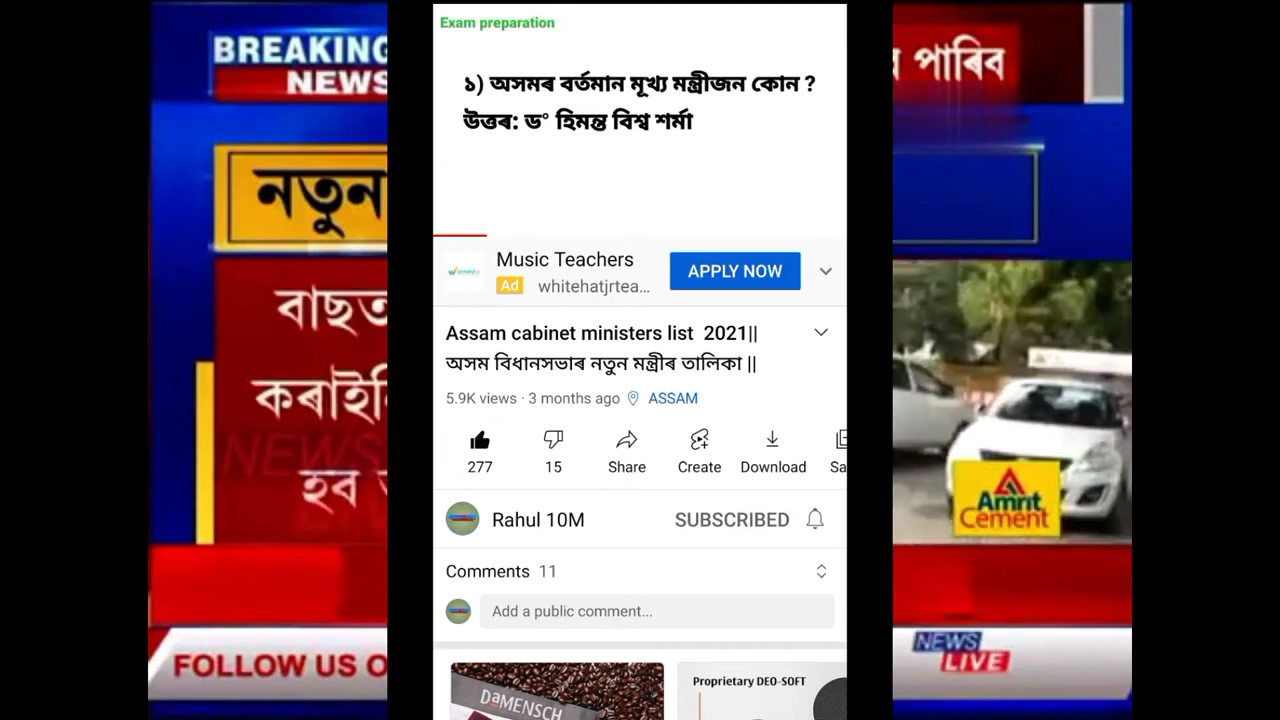 BREAKING
NEWS
নতুন
বাছত
হব
FOLLOW US O
Exam preparation
১) অসমৰ বৰ্তমান মূখ্য মন্ত্ৰীজন কোন ?
উত্তৰ: ড° হিমন্ত বিশ্ব শৰ্মা
Music Teachers
Ad whitehatjrtea...
APPLY NOW
Assam cabinet ministers list 2021||
অসম বিধানসভাৰ নতুন মন্ত্ৰীৰ তালিকা ||
5.9K views · 3 months ago ASSAM
277 15 Share Create Download Sa
Rahul 10M SUBSCRIBED
Comments 11
Add a public comment...
DaMENSCH
Proprietary DEO-SOFT
পাৰিব
Amrit
Cement
NEWS
LIVE